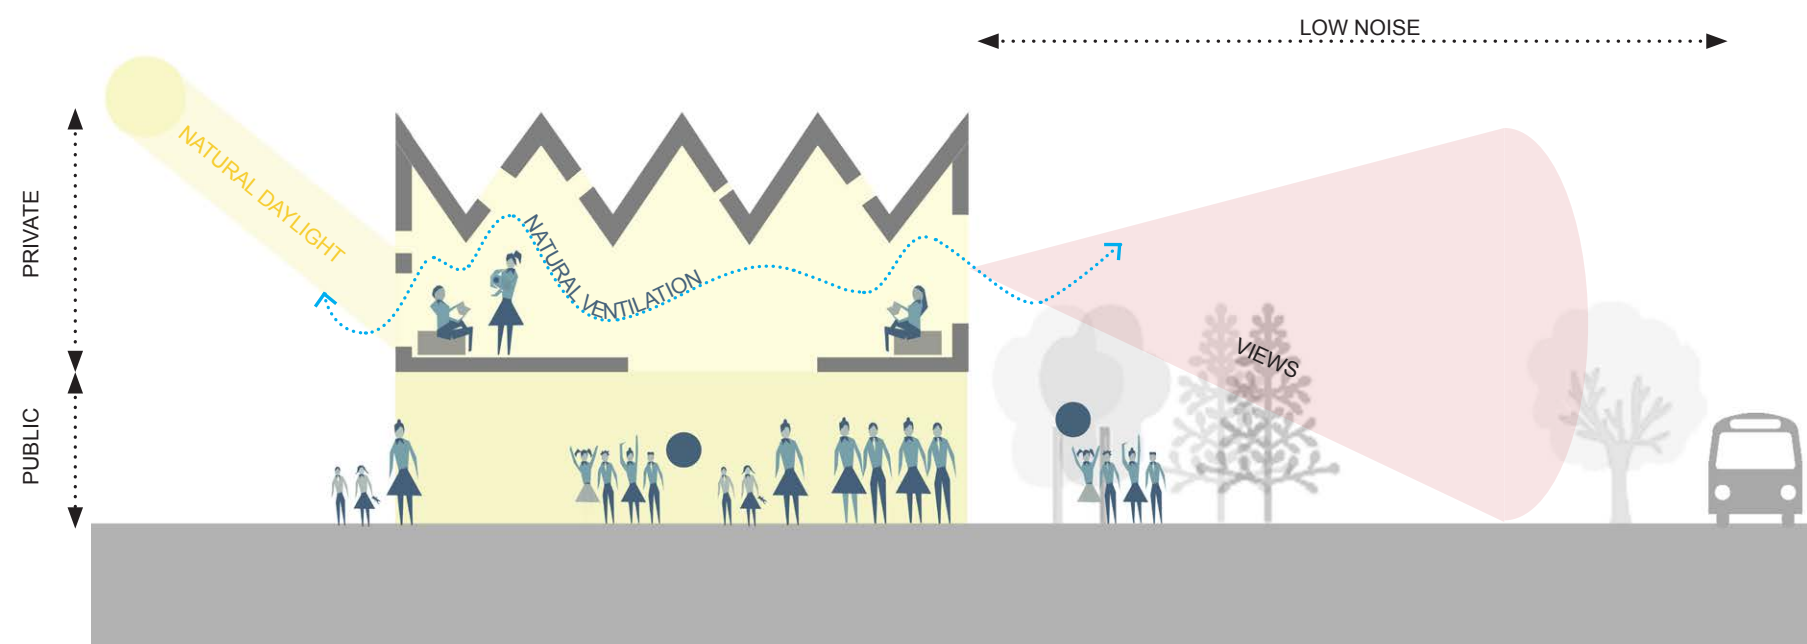 LOW NOISE
NATURAL DAYLIGHT
NATURAL VENTILATION
PRIVATE
VIEWS
PUBLIC